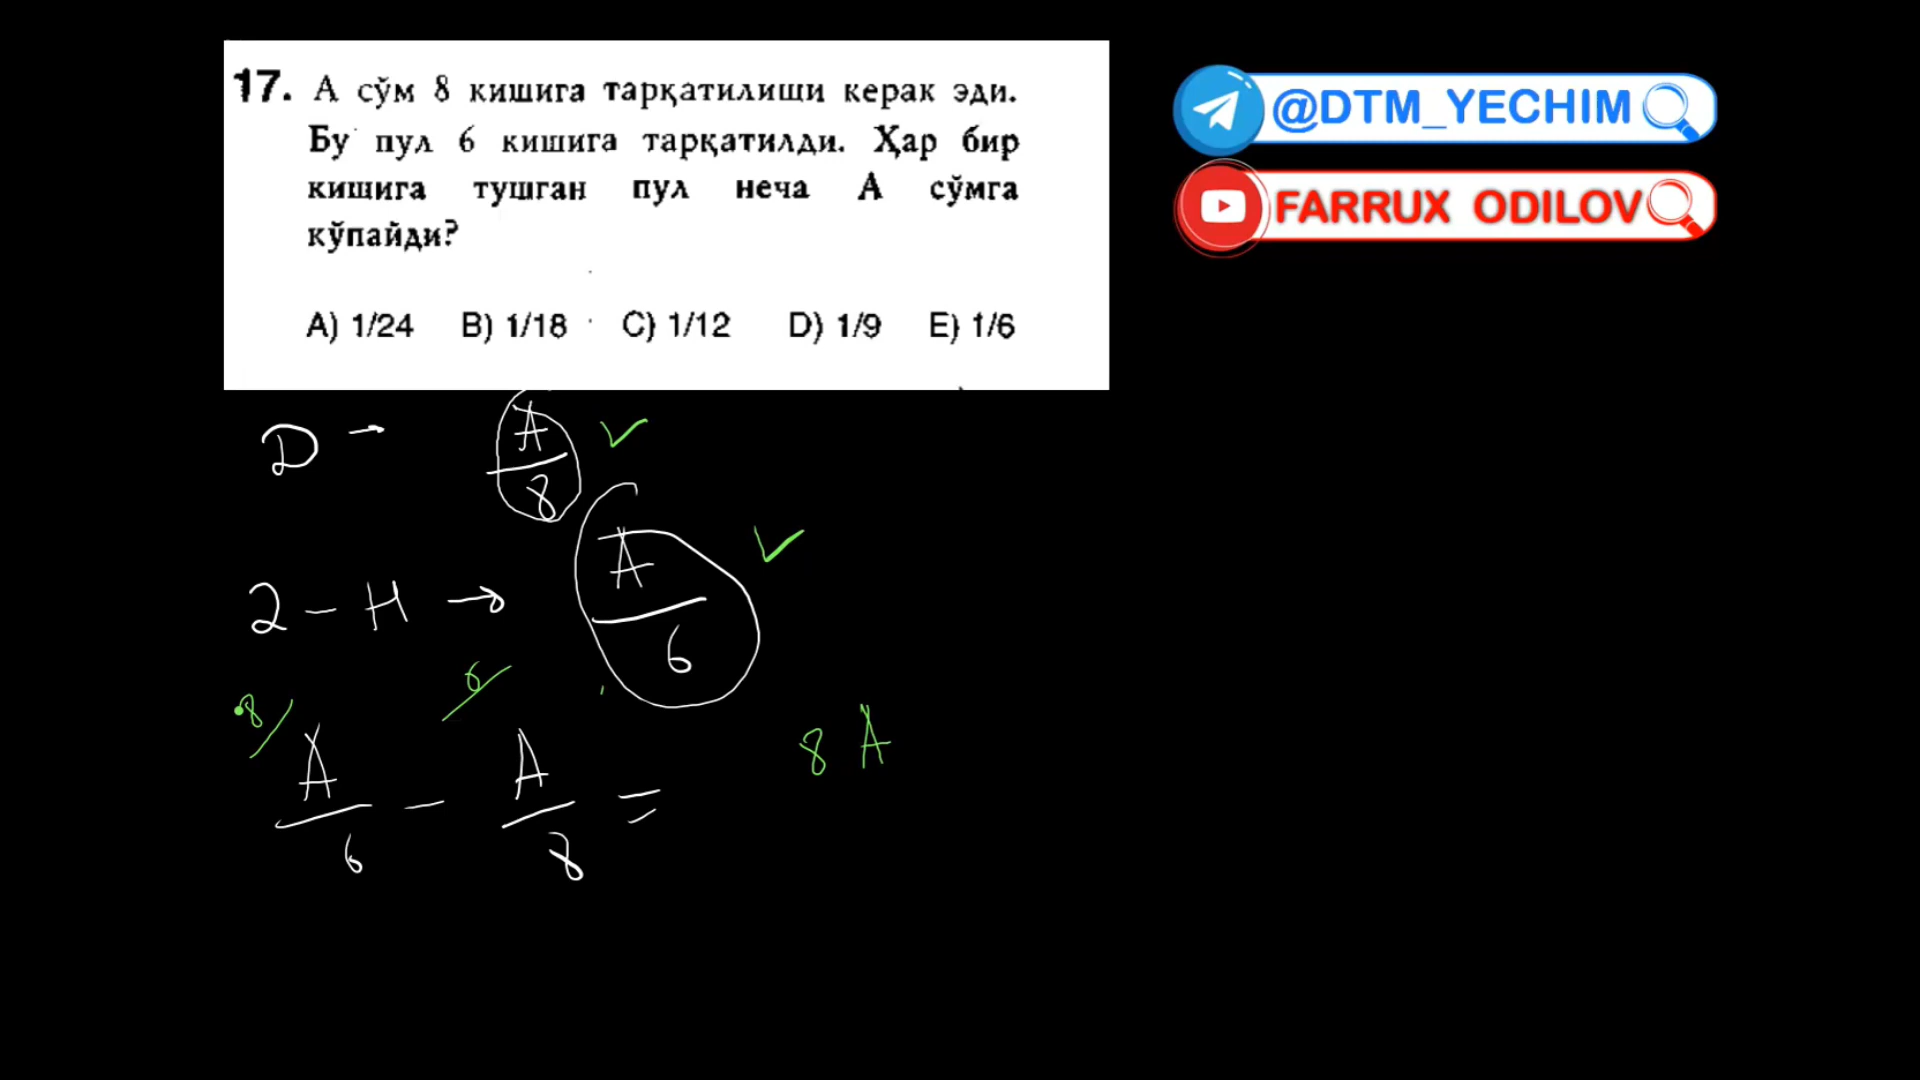 17. А сўм 8 кишига тарқатилиши керак эди.
Бу пул 6 кишига тарқатилди. Ҳар бир
кишига тушган пул неча А сўмга
кўпайди?
A) 1/24 B) 1/18 C) 1/12 D) 1/9 E) 1/6
@DTM_YECHIM
FARRUX ODILOV
D → A/8
2 - H → A/6
8 6
A/6 - A/8 = 8 A